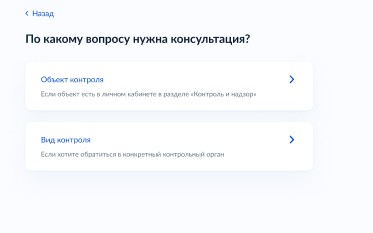 Назад
По какому вопросу нужна консультация?
Объект контроля
Если объект есть в личном кабинете в разделе «Контроль и надзор»
Вид контроля
Если хотите обратиться в конкретный контрольный орган